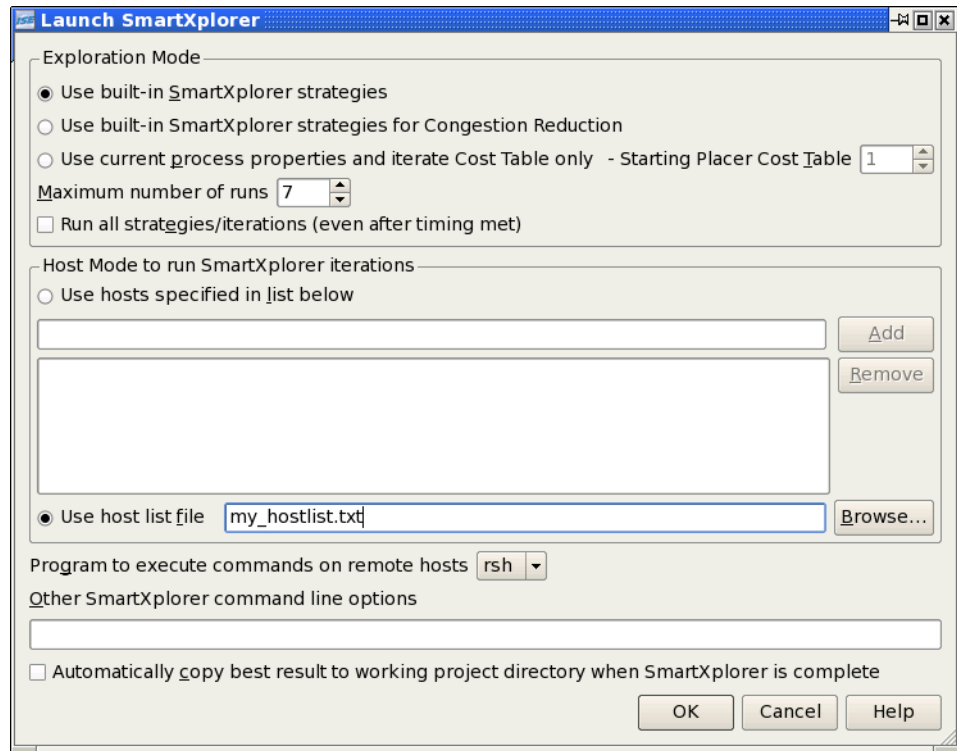 ISE Launch SmartXplorer
Exploration Mode
Use built-in SmartXplorer strategies
Use built-in SmartXplorer strategies for Congestion Reduction
Use current process properties and iterate Cost Table only - Starting Placer Cost Table 1
Maximum number of runs 7
Run all strategies/iterations (even after timing met)
Host Mode to run SmartXplorer iterations
Use hosts specified in list below
Add
Remove
Use host list file my_hostlist.txt Browse...
Program to execute commands on remote hosts rsh
Other SmartXplorer command line options
Automatically copy best result to working project directory when SmartXplorer is complete
OK Cancel Help